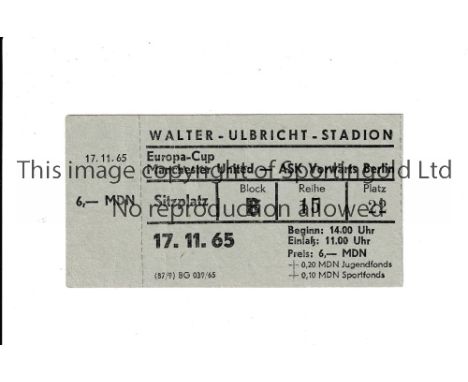 WALTER - ULBRICHT - STADION
17. 11. 65
Europa-Cup
Manchester United — ASK Vorwärts Berlin
This image copyright of Sportingold Ltd
6,— MDN
Sitzplatz
Block
B
Reihe
15
Platz
22
No reproduction allowed
17. 11. 65
Beginn: 14.00 Uhr
Einlaß: 11.00 Uhr
Preis: 6,— MDN
+ 0,20 MDN Jugendfonds
+ 0,10 MDN Sportfonds
(87/9) BG 037/65